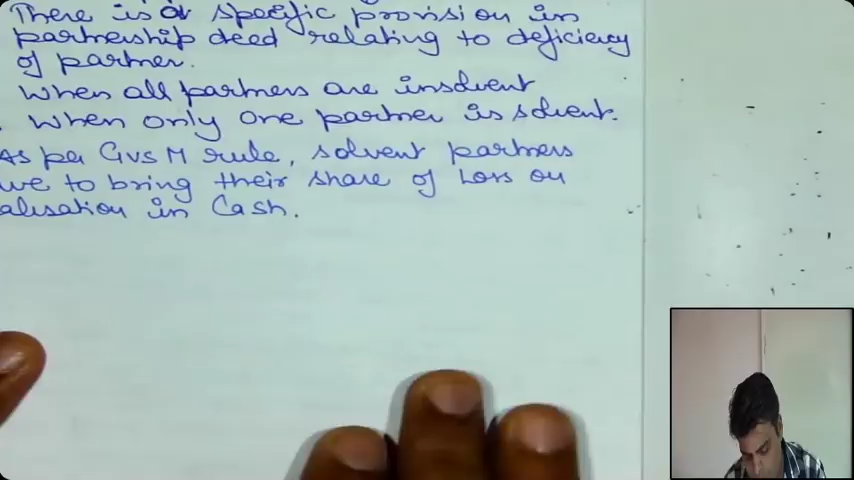 There is a specific provision in
partnership deed relating to deficiency
of partner.
When all partners are insolvent
. When only one partner is solvent.
As per GvsM rule, solvent partners
ve to bring their share of Loss on
alisation in Cash.